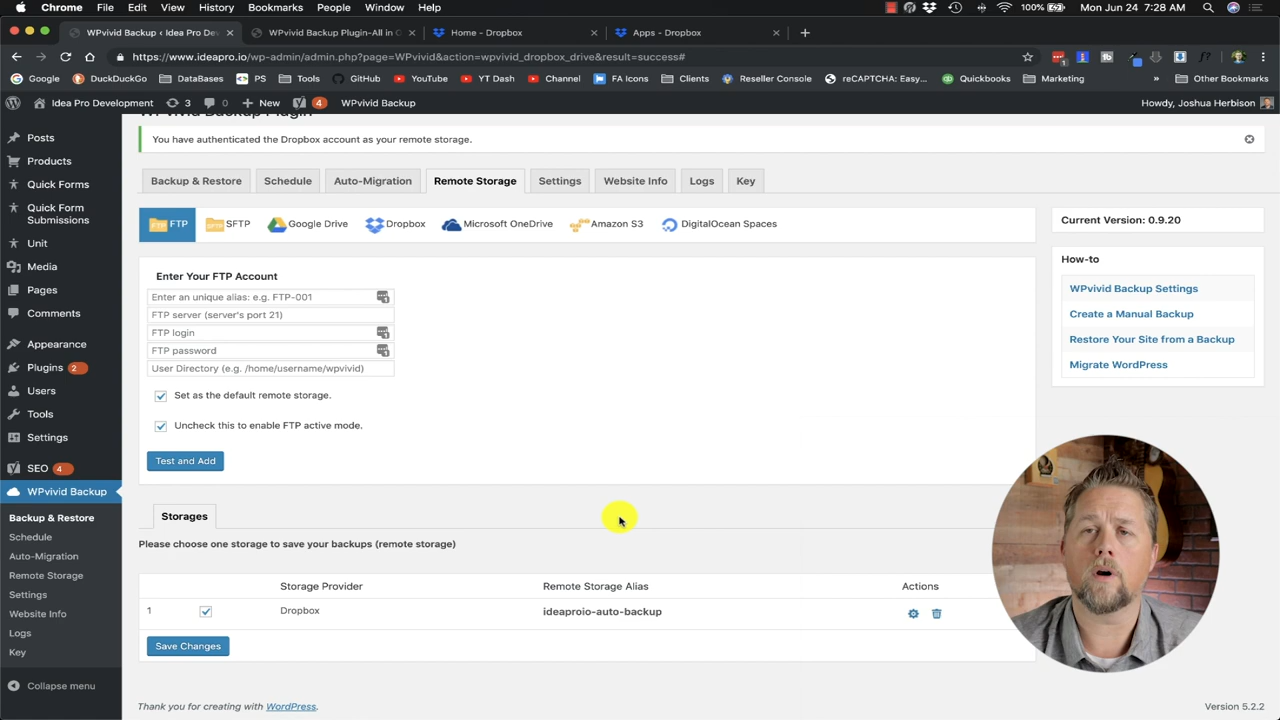 Chrome File Edit View History Bookmarks People Window Help 100% Mon Jun 24 7:28 AM
WPvivid Backup ‹ Idea Pro Dev × WPvivid Backup Plugin-All in O × Home - Dropbox × Apps - Dropbox × +
https://www.ideapro.io/wp-admin/admin.php?page=WPvivid&action=wpvivid_dropbox_drive&result=success#
Google DuckDuckGo DataBases PS Tools GitHub YouTube YT Dash Channel FA Icons Cloud Linux Reseller Console reCAPTCHA: Easy... Quickbooks Marketing » Other Bookmarks
Idea Pro Development 3 0 + New 4 WPvivid Backup Howdy, Joshua Herbison
WPvivid Backup Plugin
You have authenticated the Dropbox account as your remote storage.
Backup & Restore Schedule Auto-Migration Remote Storage Settings Website Info Logs Key
FTP SFTP Google Drive Dropbox Microsoft OneDrive Amazon S3 DigitalOcean Spaces
Enter Your FTP Account
Enter an unique alias: e.g. FTP-001
FTP server (server's port 21)
FTP login
FTP password
User Directory (e.g. /home/username/wpvivid)
Set as the default remote storage.
Uncheck this to enable FTP active mode.
Test and Add
Storages
Please choose one storage to save your backups (remote storage)
Storage Provider Remote Storage Alias Actions
1 Dropbox ideaproio-auto-backup
Save Changes
Thank you for creating with WordPress.
Version 5.2.2
Current Version: 0.9.20
How-to
WPvivid Backup Settings
Create a Manual Backup
Restore Your Site from a Backup
Migrate WordPress
Posts
Products
Quick Forms
Quick Form
Submissions
Unit
Media
Pages
Comments
Appearance
Plugins 2
Users
Tools
Settings
SEO 4
WPvivid Backup
Backup & Restore
Schedule
Auto-Migration
Remote Storage
Settings
Website Info
Logs
Key
Collapse menu